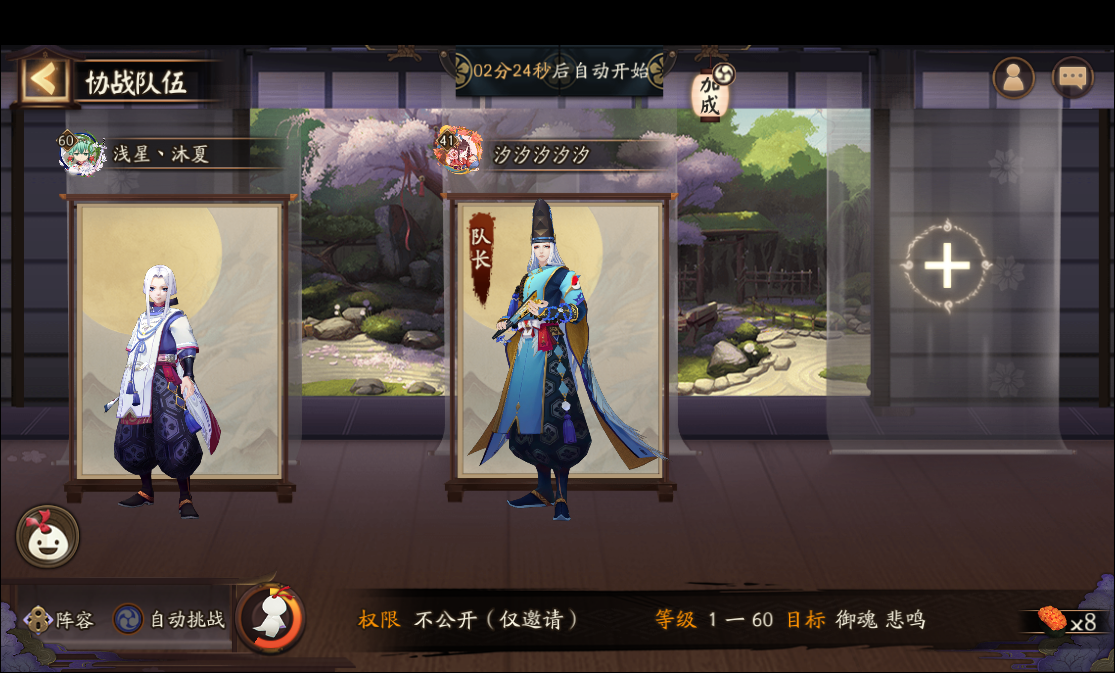 协战队伍
02分24秒后自动开始
加成
60
浅星、沐夏
41
汐汐汐汐汐
队长
阵容
自动挑战
权限 不公开（仅邀请）
等级 1 一 60 目标 御魂 悲鸣
x8